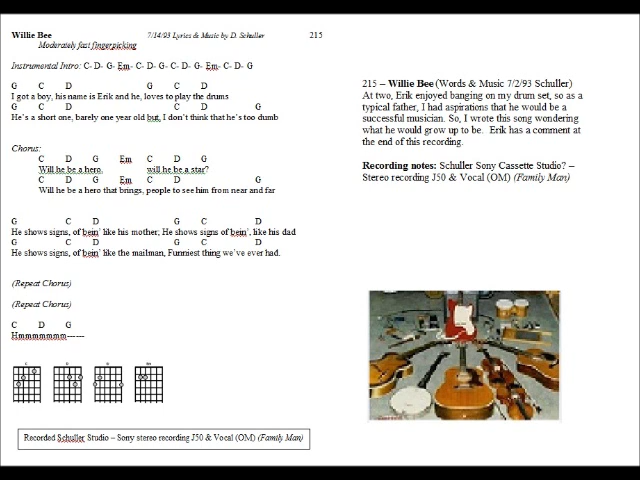 Willie Bee 7/14/93 Lyrics & Music by D. Schuller 215
Moderately fast fingerpicking
Instrumental Intro: C- D- G- Em- C- D- G- C- D- G- Em- C- D- G
G C D G C D
I got a boy, his name is Erik and he, loves to play the drums
G C D C D G
He's a short one, barely one year old but, I don't think that he's too dumb
Chorus:
C D G Em C D G
Will he be a hero, will he be a star?
C D G Em C D G
Will he be a hero that brings, people to see him from near and far
G C D G C D
He shows signs, of bein' like his mother; He shows signs of bein', like his dad
G C D G C D
He shows signs, of bein' like the mailman, Funniest thing we've ever had.
(Repeat Chorus)
(Repeat Chorus)
C D G
Hmmmmmmm------
Recorded Schuller Studio – Sony stereo recording J50 & Vocal (OM) (Family Man)
215 – Willie Bee (Words & Music 7/2/93 Schuller)
At two, Erik enjoyed banging on my drum set, so as a
typical father, I had aspirations that he would be a
successful musician. So, I wrote this song wondering
what he would grow up to be. Erik has a comment at
the end of this recording.
Recording notes: Schuller Sony Cassette Studio? –
Stereo recording J50 & Vocal (OM) (Family Man)